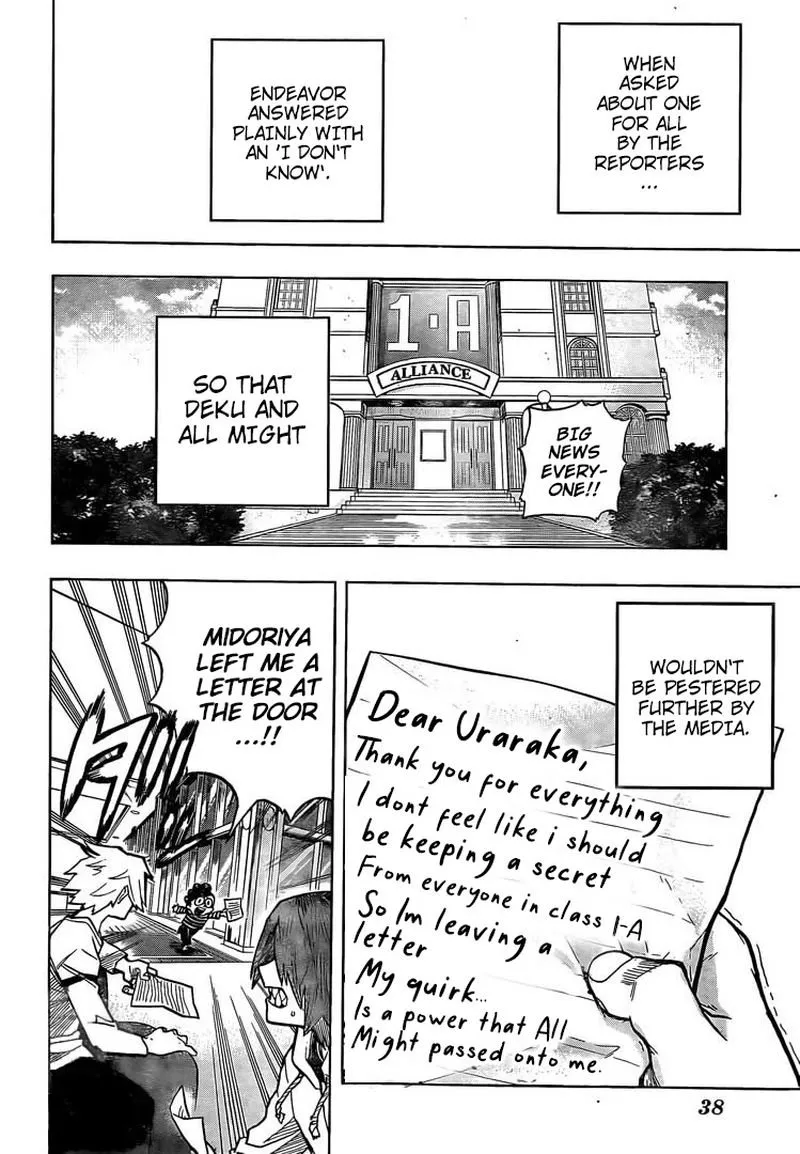 WHEN
ASKED
ABOUT ONE
FOR ALL
BY THE
REPORTERS
...
ENDEAVOR
ANSWERED
PLAINLY WITH
AN 'I DON'T
KNOW'.
1-A
ALLIANCE
BIG
NEWS
EVERY-
ONE!!
SO THAT
DEKU AND
ALL MIGHT
WOULDN'T
BE PESTERED
FURTHER BY
THE MEDIA.
Dear Uraraka,
Thank you for everything
I dont feel like i should
be keeping a secret
From everyone in class 1-A
So Im leaving a
letter
My quirk...
Is a power that All
Might passed onto me.
MIDORIYA
LEFT ME A
LETTER AT
THE DOOR
...!!
38